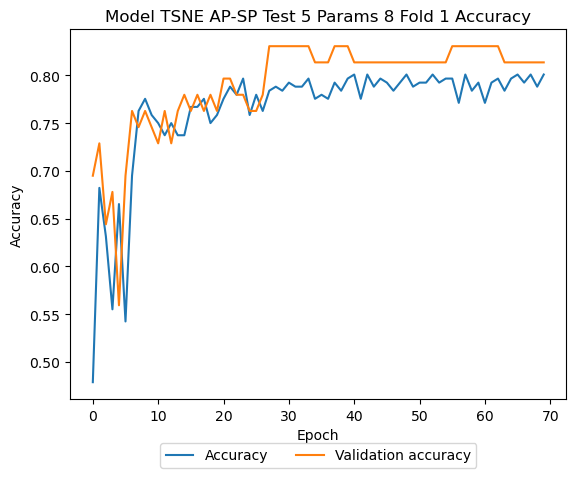 Model TSNE AP-SP Test 5 Params 8 Fold 1 Accuracy
Accuracy
0.80
0.75
0.70
0.65
0.60
0.55
0.50
0 10 20 30 40 50 60 70
Epoch
Accuracy Validation accuracy